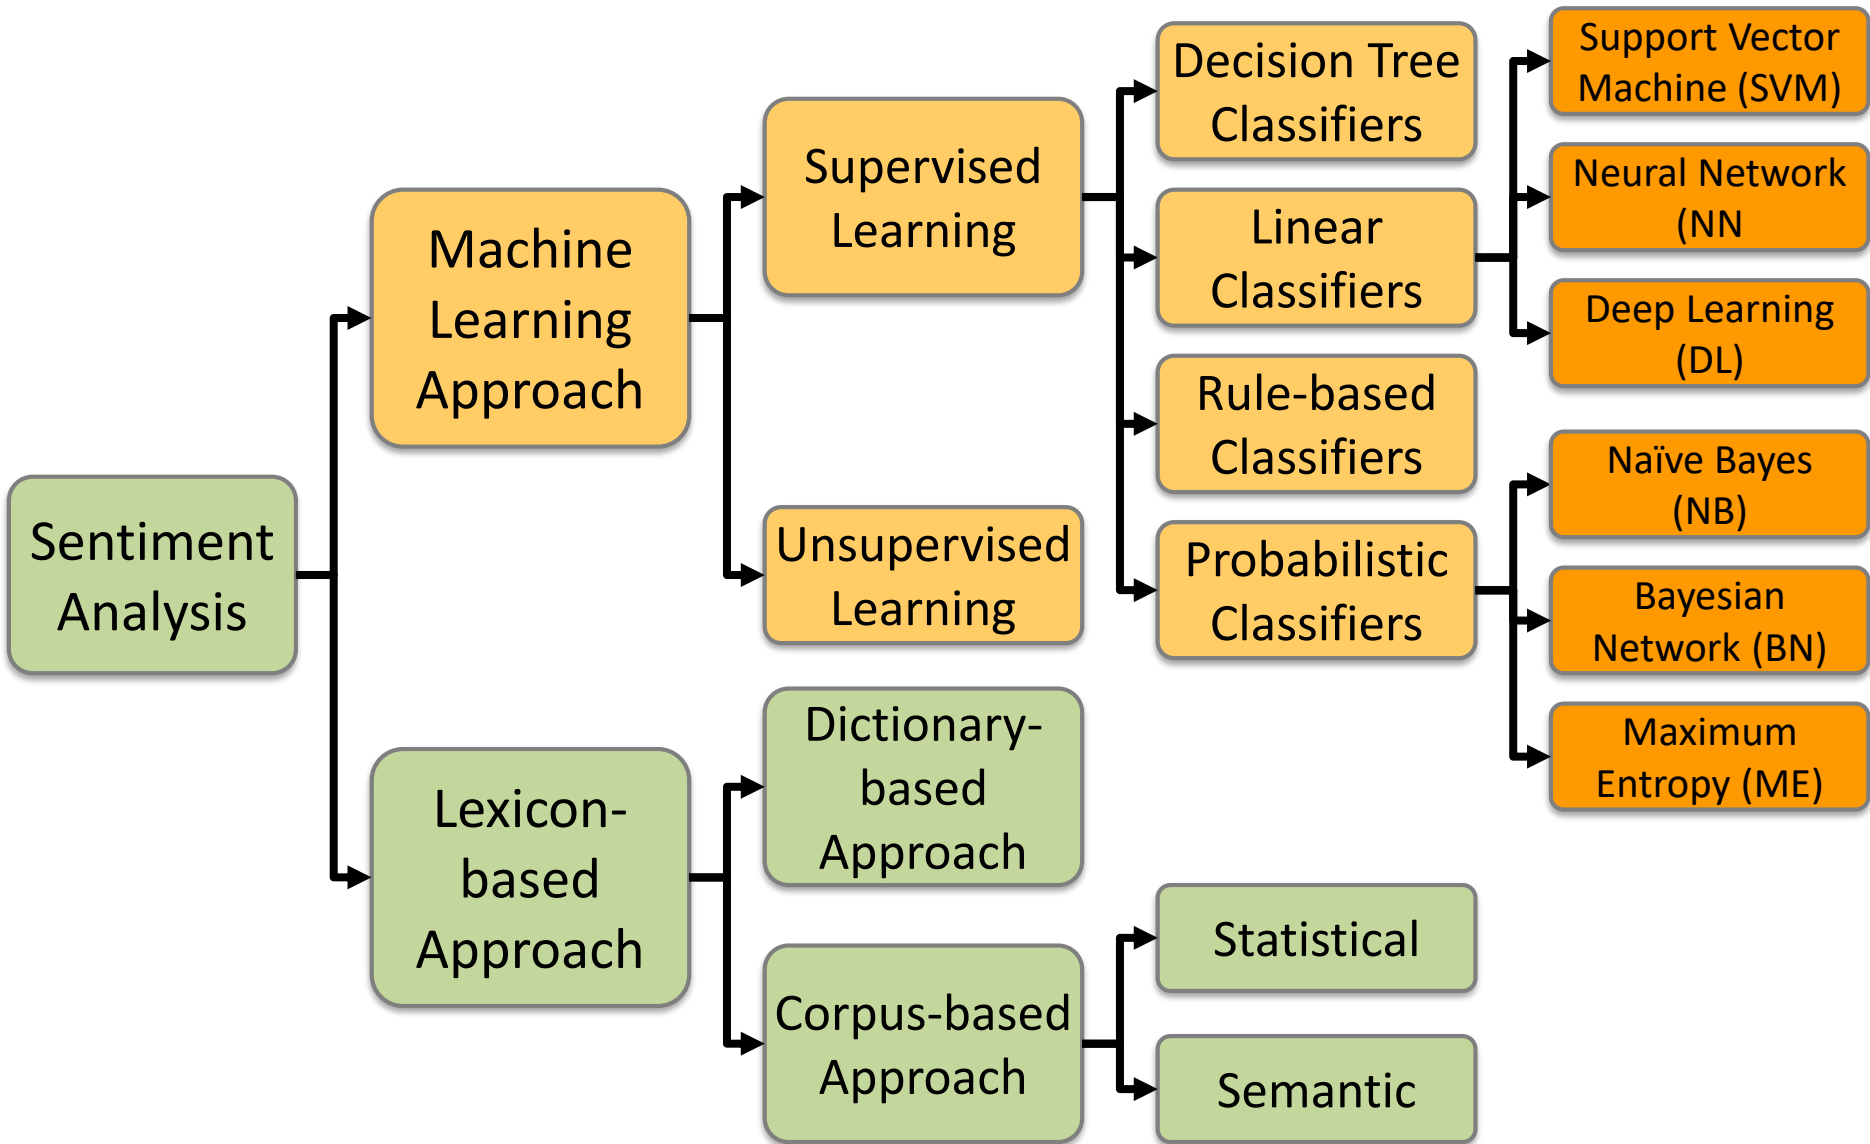 Sentiment
Analysis
Machine
Learning
Approach
Lexicon-
based
Approach
Supervised
Learning
Unsupervised
Learning
Dictionary-
based
Approach
Corpus-based
Approach
Decision Tree
Classifiers
Linear
Classifiers
Rule-based
Classifiers
Probabilistic
Classifiers
Statistical
Semantic
Support Vector
Machine (SVM)
Neural Network
(NN
Deep Learning
(DL)
Naïve Bayes
(NB)
Bayesian
Network (BN)
Maximum
Entropy (ME)